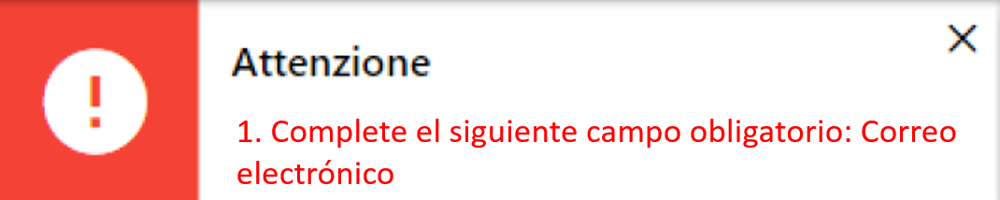 Attenzione
1. Complete el siguiente campo obligatorio: Correo
electrónico